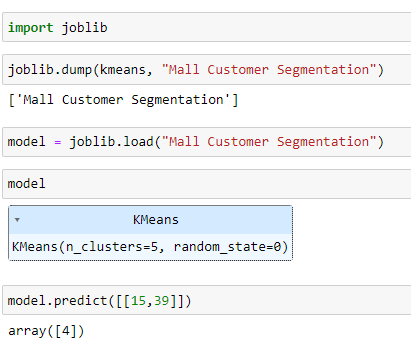 import joblib
joblib.dump(kmeans, "Mall Customer Segmentation")
['Mall Customer Segmentation']
model = joblib.load("Mall Customer Segmentation")
model
KMeans
KMeans(n_clusters=5, random_state=0)
model.predict([[15,39]])
array([4])